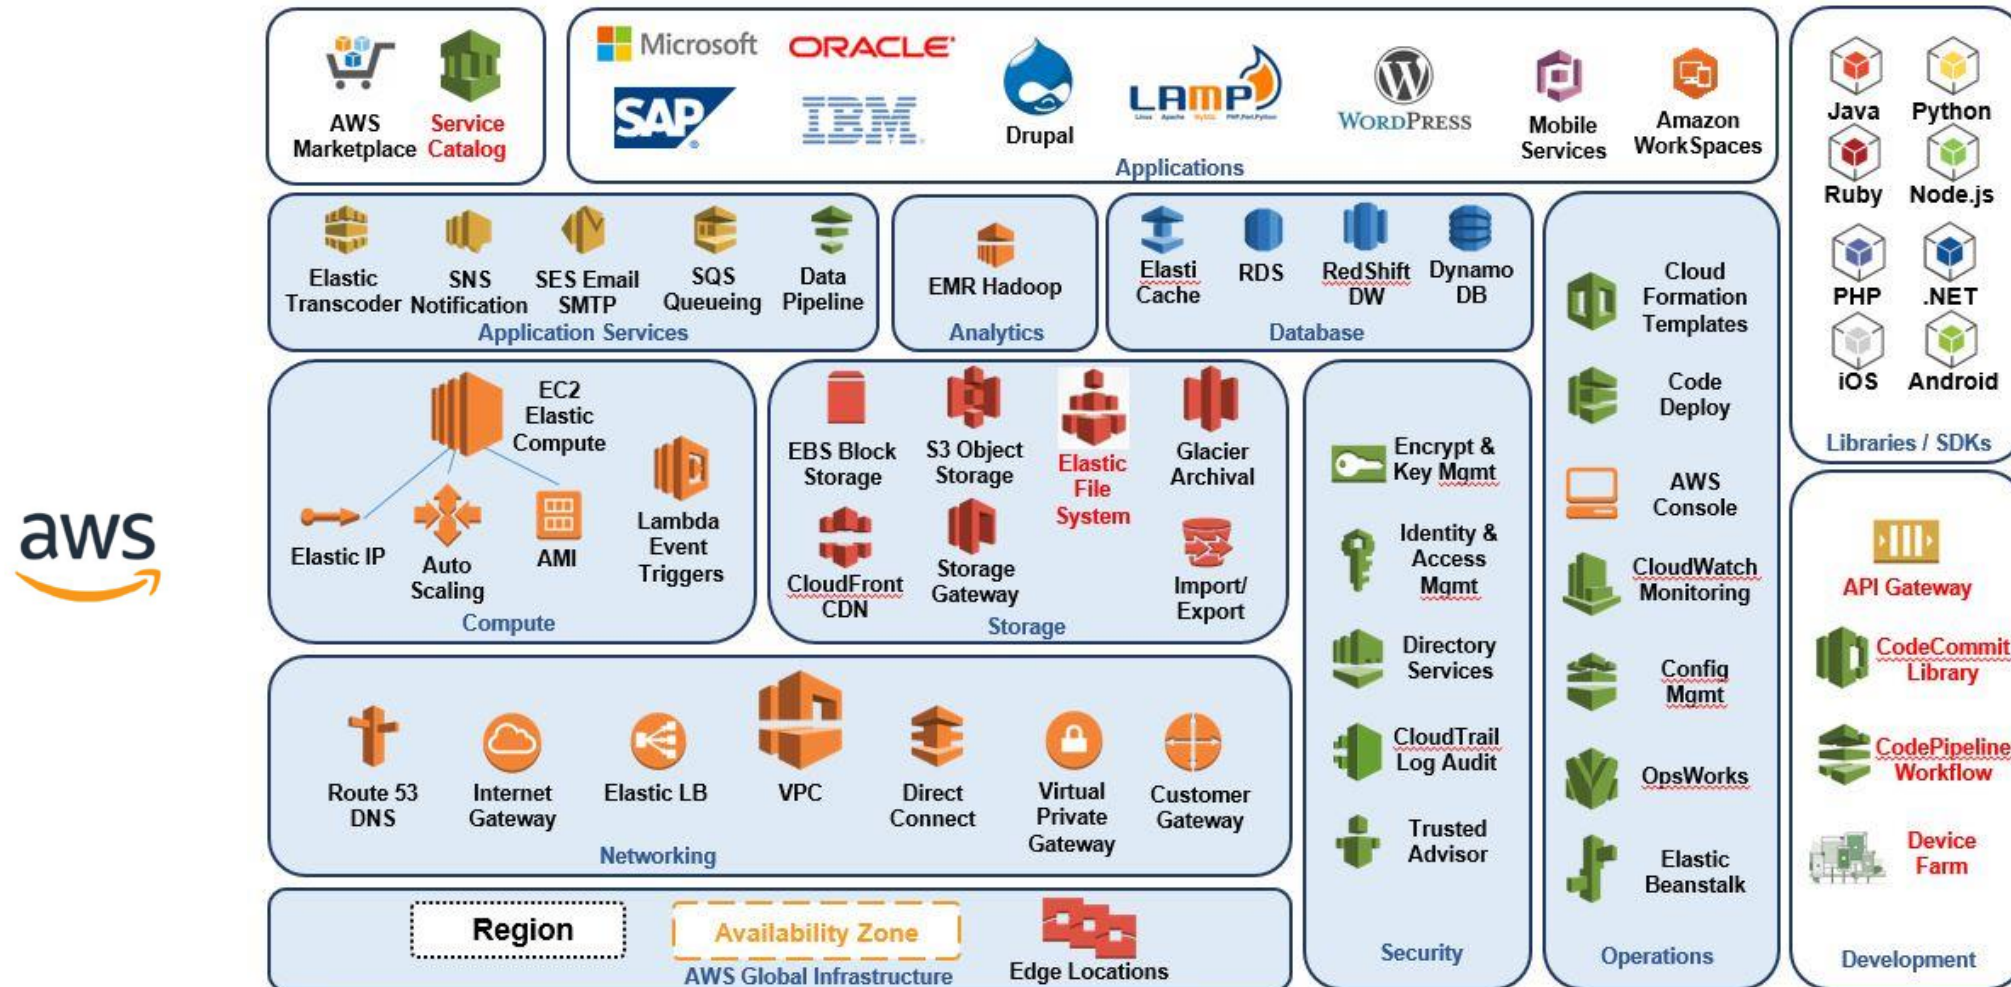 aws
AWS
Marketplace
Service
Catalog
Microsoft
ORACLE
SAP
IBM
Drupal
LAMP
Linux Apache MySQL PHP,Perl,Python
WORDPRESS
Mobile
Services
Amazon
WorkSpaces
Applications
Java
Python
Ruby
Node.js
PHP
.NET
iOS
Android
Libraries / SDKs
Elastic
Transcoder
SNS
Notification
SES Email
SMTP
SQS
Queueing
Data
Pipeline
Application Services
EMR Hadoop
Analytics
Elasti
Cache
RDS
RedShift
DW
Dynamo
DB
Database
EC2
Elastic
Compute
Elastic IP
Auto
Scaling
AMI
Lambda
Event
Triggers
Compute
EBS Block
Storage
S3 Object
Storage
Elastic
File
System
Glacier
Archival
CloudFront
CDN
Storage
Gateway
Import/
Export
Storage
Route 53
DNS
Internet
Gateway
Elastic LB
VPC
Direct
Connect
Virtual
Private
Gateway
Customer
Gateway
Networking
Region
Availability Zone
Edge Locations
AWS Global Infrastructure
Encrypt &
Key Mgmt
Identity &
Access
Mgmt
Directory
Services
CloudTrail
Log Audit
Trusted
Advisor
Security
Cloud
Formation
Templates
Code
Deploy
AWS
Console
CloudWatch
Monitoring
Config
Mgmt
OpsWorks
Elastic
Beanstalk
Operations
API Gateway
CodeCommit
Library
CodePipeline
Workflow
Device
Farm
Development